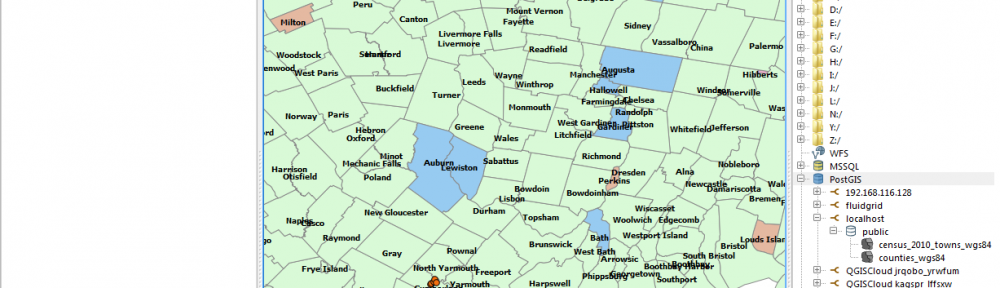 Peru
Milton
Canton
Mount Vernon
Fayette
Sidney
Livermore Falls
Livermore
Readfield
Vassalboro
China
Palermo
Woodstock
Hartford
West Paris
Buckfield
Leeds
Wayne
Winthrop
Manchester
Augusta
Hibberts
Turner
Hallowell
Windsor
Somerville
Monmouth
Farmingdale
Chelsea
Randolph
Norway
Paris
Hebron
Oxford
Greene
Wales
West Gardiner
Pittston
Gardiner
Litchfield
Whitefield
Jefferson
Minot
Mechanic Falls
Poland
Auburn
Lewiston
Sabattus
Richmond
Harrison
Otisfield
Dresden
Perkins
Alna
Nobleboro
Newcastle
Damariscotta
Bowdoin
Lisbon
Bowdoinham
Bremen
New Gloucester
Durham
Topsham
Wiscasset
Woolwich
Edgecomb
Naples
Casco
Raymond
Bath
Westport Island
Louds Islan
Bristol
Gray
Pownal
Brunswick
West Bath
Arrowsic
South Bristol
Boothbay Harbor
Boothbay
Frye Island
North Yarmouth
Freeport
Yarmouth
Harpswell
Phippsburg
Georgetown
Southport
D:/
E:/
F:/
G:/
H:/
I:/
J:/
L:/
N:/
Y:/
Z:/
WFS
MSSQL
PostGIS
192.168.116.128
fluidgrid
localhost
public
census_2010_towns_wgs84
counties_wgs84
QGISCloud jrqobo_yrwfum
QGISCloud kaqspr_lffsxw